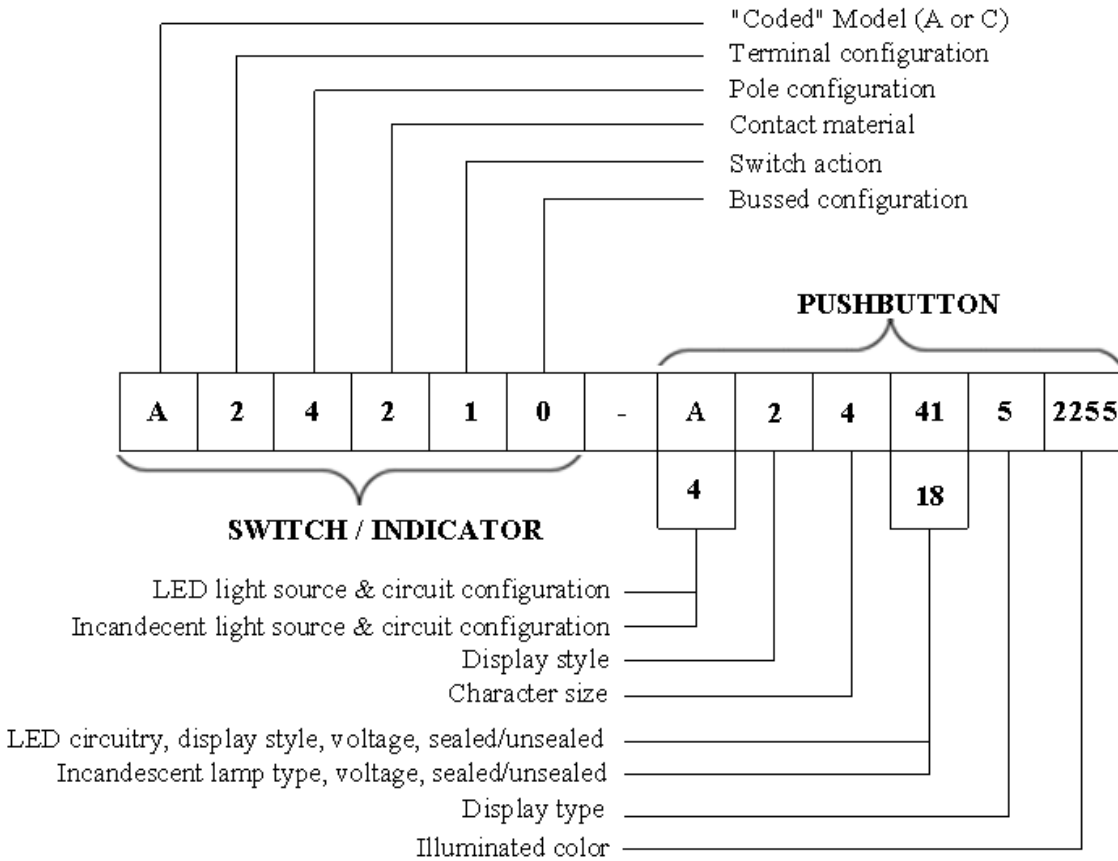 "Coded" Model (A or C)
Terminal configuration
Pole configuration
Contact material
Switch action
Bussed configuration
PUSHBUTTON
A 2 4 2 1 0 - A 2 4 41 5 2255
4 18
SWITCH / INDICATOR
LED light source & circuit configuration
Incandecent light source & circuit configuration
Display style
Character size
LED circuitry, display style, voltage, sealed/unsealed
Incandescent lamp type, voltage, sealed/unsealed
Display type
Illuminated color